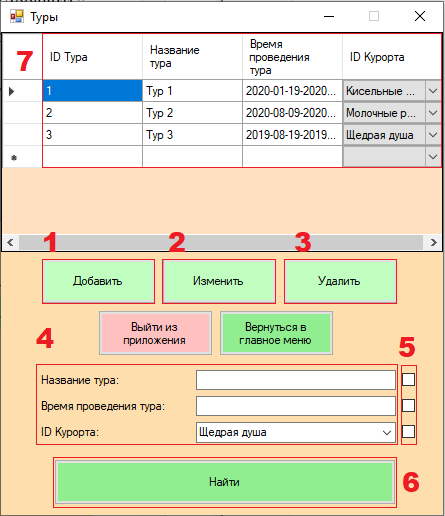 Туры
7
ID Тура
Название тура
Время проведения тура
ID Курорта
1 Тур 1 2020-01-19-2020... Кисельные ...
2 Тур 2 2020-08-09-2020... Молочные р...
3 Тур 3 2019-08-19-2019... Щедрая душа
1 2 3
Добавить Изменить Удалить
4
Выйти из
приложения
Вернуться в
главное меню
5
Название тура:
Время проведения тура:
ID Курорта: Щедрая душа
Найти
6